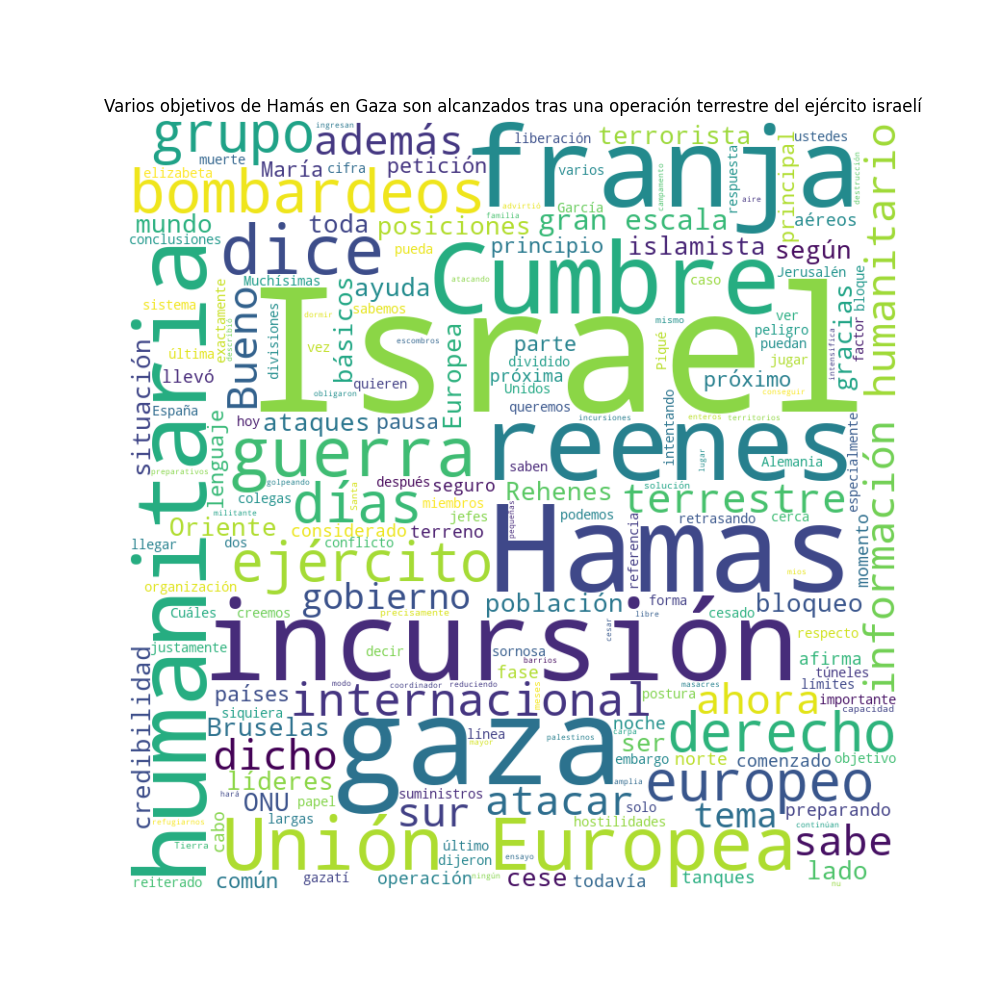 Varios objetivos de Hamás en Gaza son alcanzados tras una operación terrestre del ejército israelí
grupo
además
ingresan
franja
liberación
terrorista
ustedes
principal
humanitario
muerte
María
cifra
petición
varios
respuesta
campamento
destrucción
elizabeta
bombardeos
advirtió
García
aire
mundo
toda
posiciones
familia
gran escala
aéreos
conclusiones
dice
pueda
principio
islamista
según
humanitaria
Muchísimas
básicos
ayuda
Cumbre
atacando
caso
Jerusalén
bloque
sistema
exactamente
describió
Bueno
divisiones
dormir
sabemos
Israel
mismo
ver
peligro
puedan
factor
gracias
intensifica
situación
última
vez
escombros
Europea
parte
dividido
próxima
Unidos
Piqué
jugar
llevó
quieren
obligaron
próximo
conseguir
España
hoy
ataques
pausa
queremos
incursiones
enteros
territorios
lenguaje
guerra
reenes
intentando
lugar
especialmente
preparativos
golpeando
saben
Alemania
colegas
días
Santa
después
seguro
Rehenes
solución
terrestre
información
militante
miembros
Oriente
considerado
terreno
jefes
pequeñas
podemos
retrasando
cerca
momento
llegar
dos
conflicto
Hamas
referencia
ejército
mios
organización
gobierno
población
forma
bloqueo
Cuáles
creemos
precisamente
libre
cesado
cesar
respecto
justamente
incursión
decir
sornosa
barrios
afirma
credibilidad
modo
coordinador
reduciendo
fase
masacres
túneles
límites
países
internacional
meses
postura
ahora
importante
capacidad
siquiera
Bruselas
gaza
línea
noche
carpa
dicho
mayor
palestinos
ser
derecho
embargo
norte
comenzado
objetivo
líderes
amplia
hará
ONU
papel
suministros
sur
atacar
solo
europeo
preparando
refugiarnos
largas
hostilidades
tema
continúan
Tierra
cabo
Unión Europea
último
dijeron
ensayo
sabe
reiterado
común
gazatí
operación
ningún
cese
todavía
tanques
lado
nu